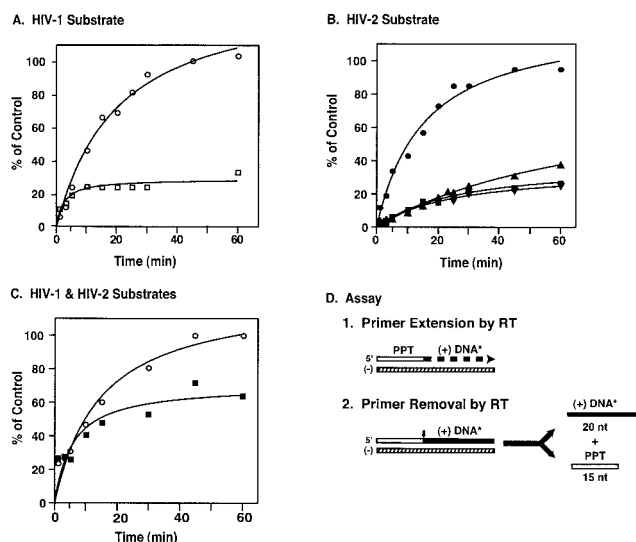 A. HIV-1 Substrate
% of Control
100
80
60
40
20
0
0
20
40
60
Time (min)
B. HIV-2 Substrate
% of Control
100
80
60
40
20
0
0
20
40
60
Time (min)
C. HIV-1 & HIV-2 Substrates
% of Control
100
80
60
40
20
0
0
20
40
60
Time (min)
D. Assay
1. Primer Extension by RT
PPT (+) DNA*
5'
(-)
2. Primer Removal by RT
(+) DNA*
5'
(-)
(+) DNA*
20 nt
+
PPT
15 nt